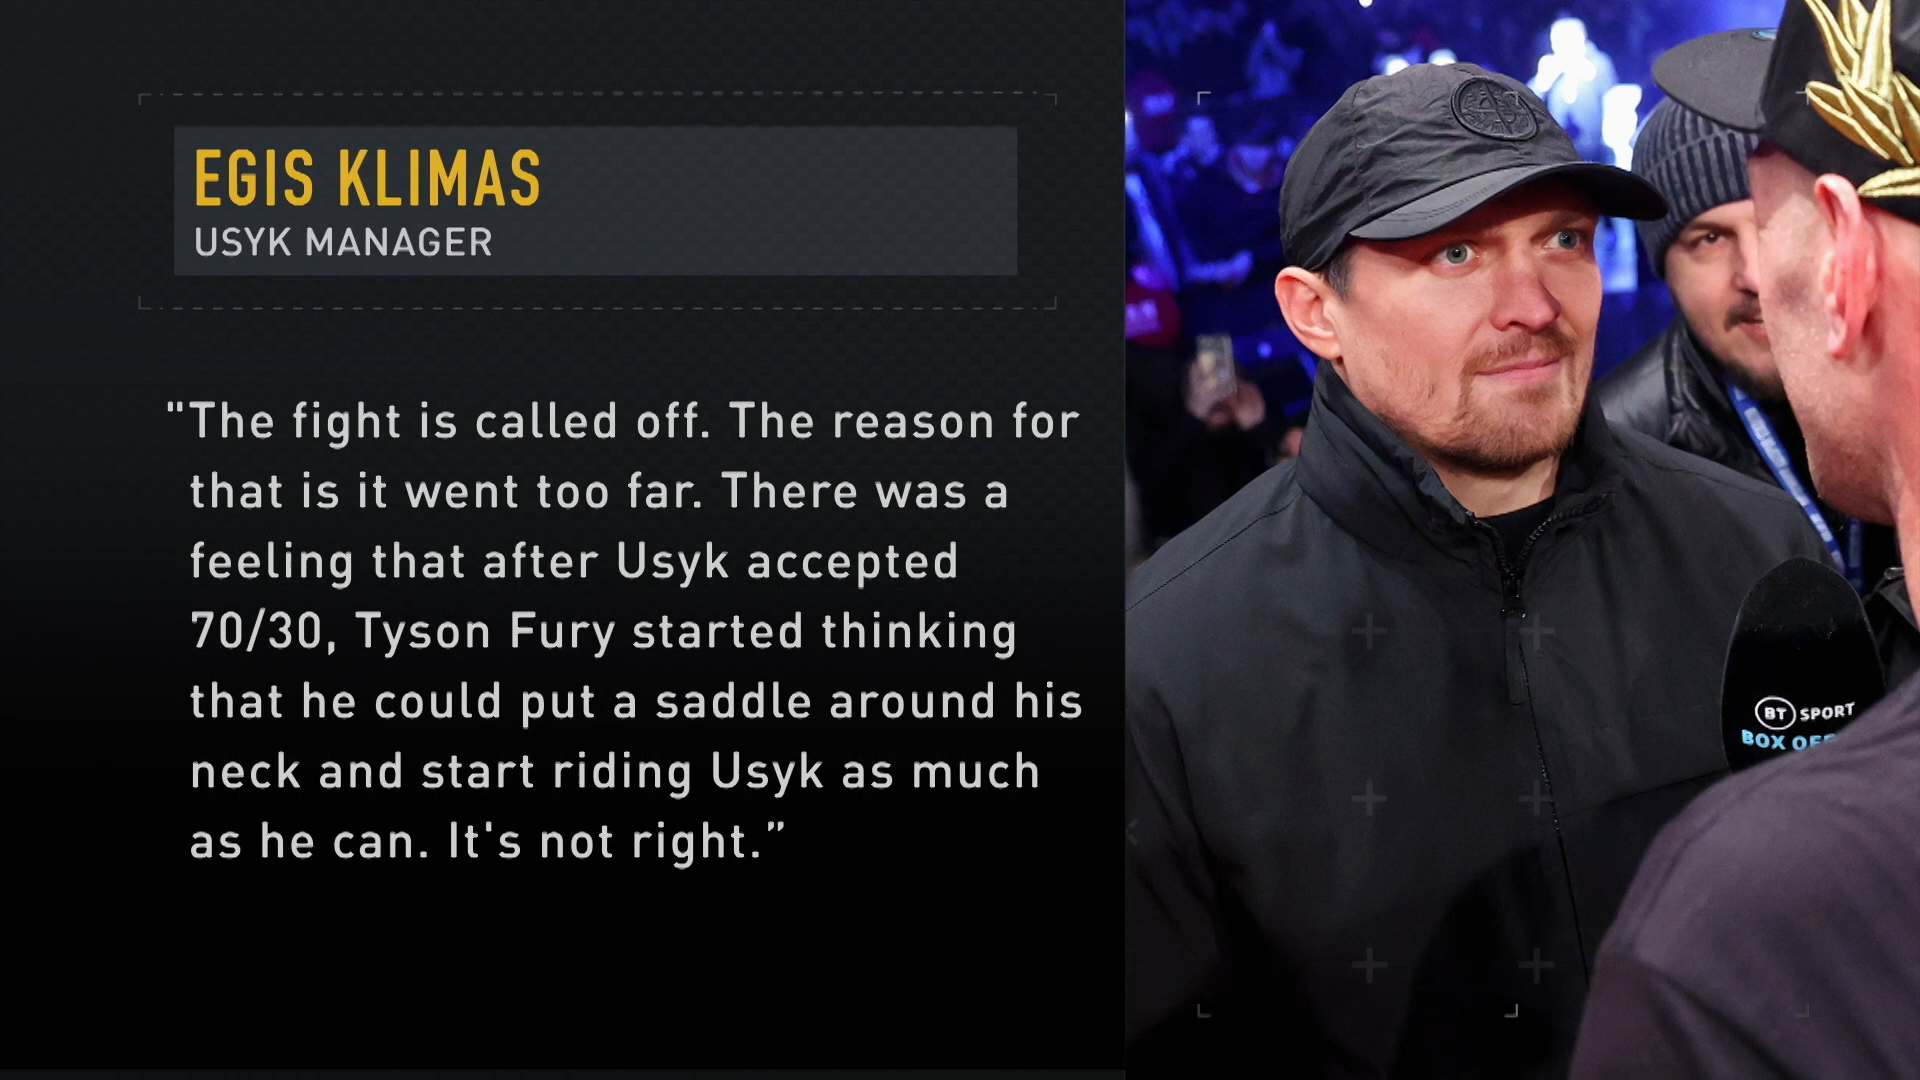 EGIS KLIMAS
USYK MANAGER
"The fight is called off. The reason for
that is it went too far. There was a
feeling that after Usyk accepted
70/30, Tyson Fury started thinking
that he could put a saddle around his
neck and start riding Usyk as much
as he can. It's not right.”
BT SPORT
BOX